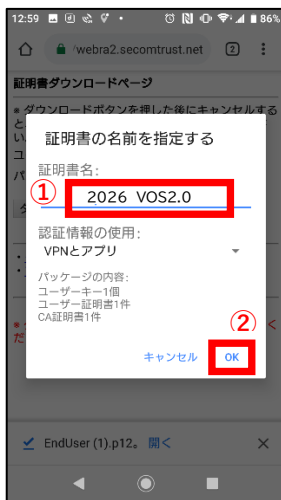 12:59
86%
/webra2.secomtrust.net
2
証明書ダウンロードページ
※ダウンロードボタンを押した後にキャンセルする
証明書の名前を指定する
証明書名:
①
2026 VOS2.0
認証情報の使用:
VPNとアプリ
パッケージの内容:
ユーザーキー1個
ユーザー証明書1件
CA証明書1件
②
キャンセル
OK
EndUser (1).p12。 開く